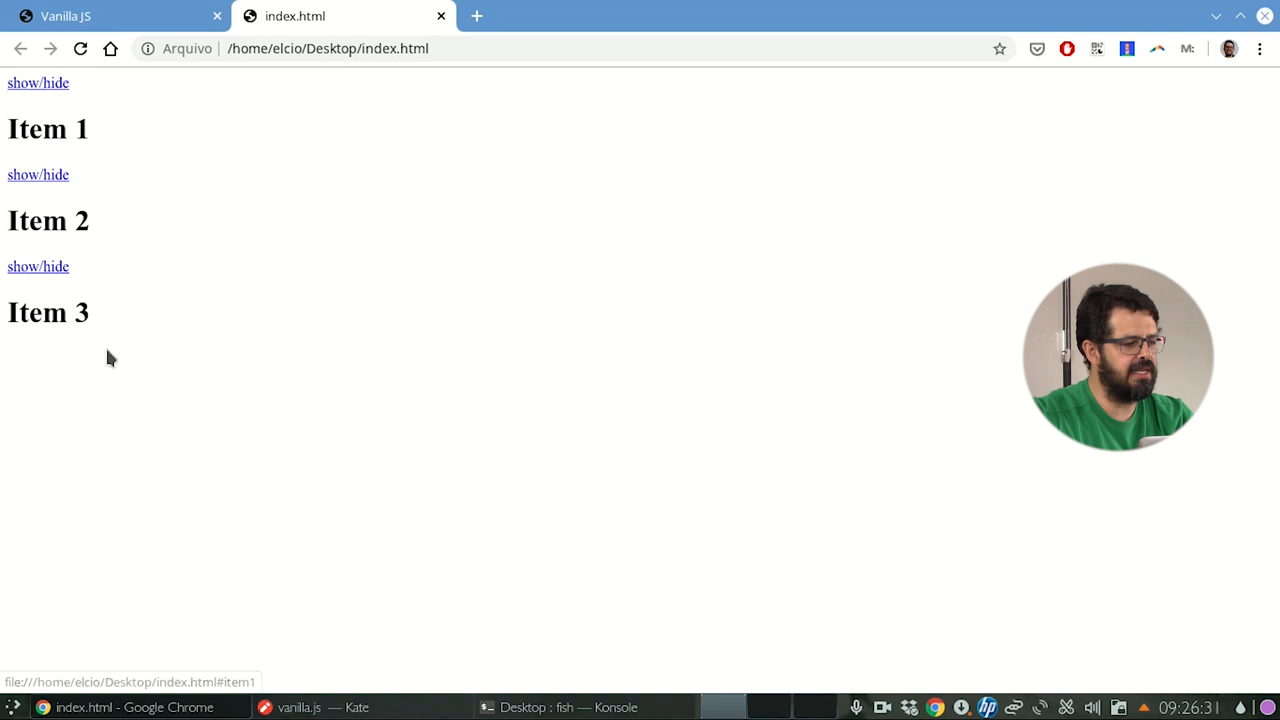 Vanilla JS
index.html
Arquivo
/home/elcio/Desktop/index.html
M:
show/hide
Item 1
show/hide
Item 2
show/hide
Item 3
file:///home/elcio/Desktop/index.html#item1
index.html - Google Chrome
vanilla.js — Kate
Desktop : fish — Konsole
hp
09:26:31